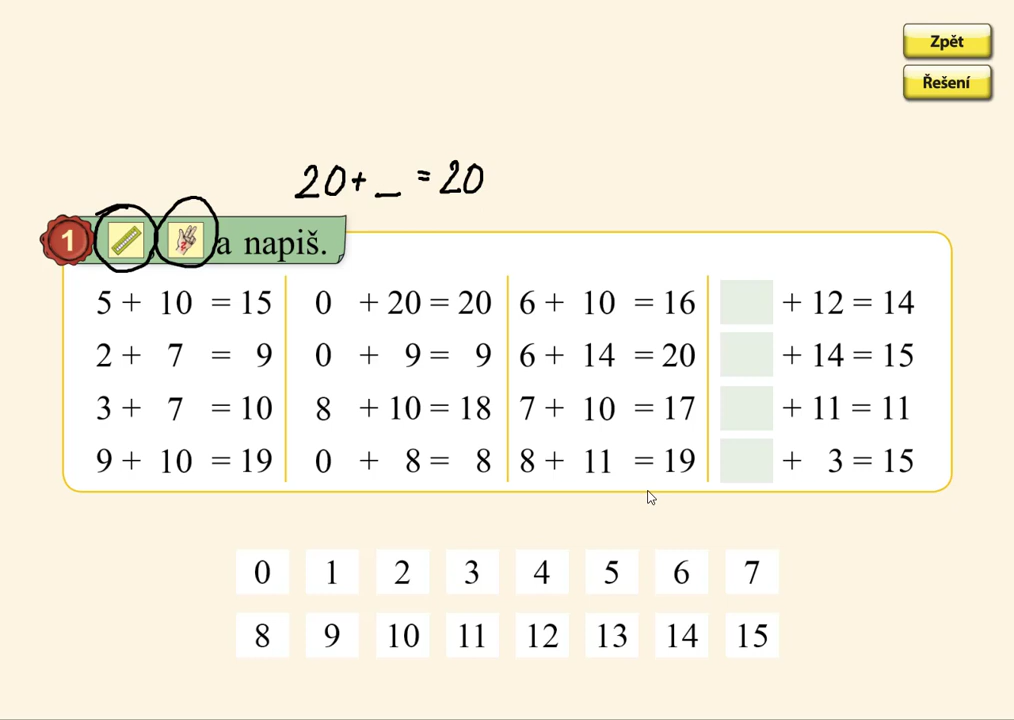 Zpět
Řešení
20 + _ = 20
1 a napiš.
5 + 10 = 15 0 + 20 = 20 6 + 10 = 16 + 12 = 14
2 + 7 = 9 0 + 9 = 9 6 + 14 = 20 + 14 = 15
3 + 7 = 10 8 + 10 = 18 7 + 10 = 17 + 11 = 11
9 + 10 = 19 0 + 8 = 8 8 + 11 = 19 + 3 = 15
0 1 2 3 4 5 6 7
8 9 10 11 12 13 14 15